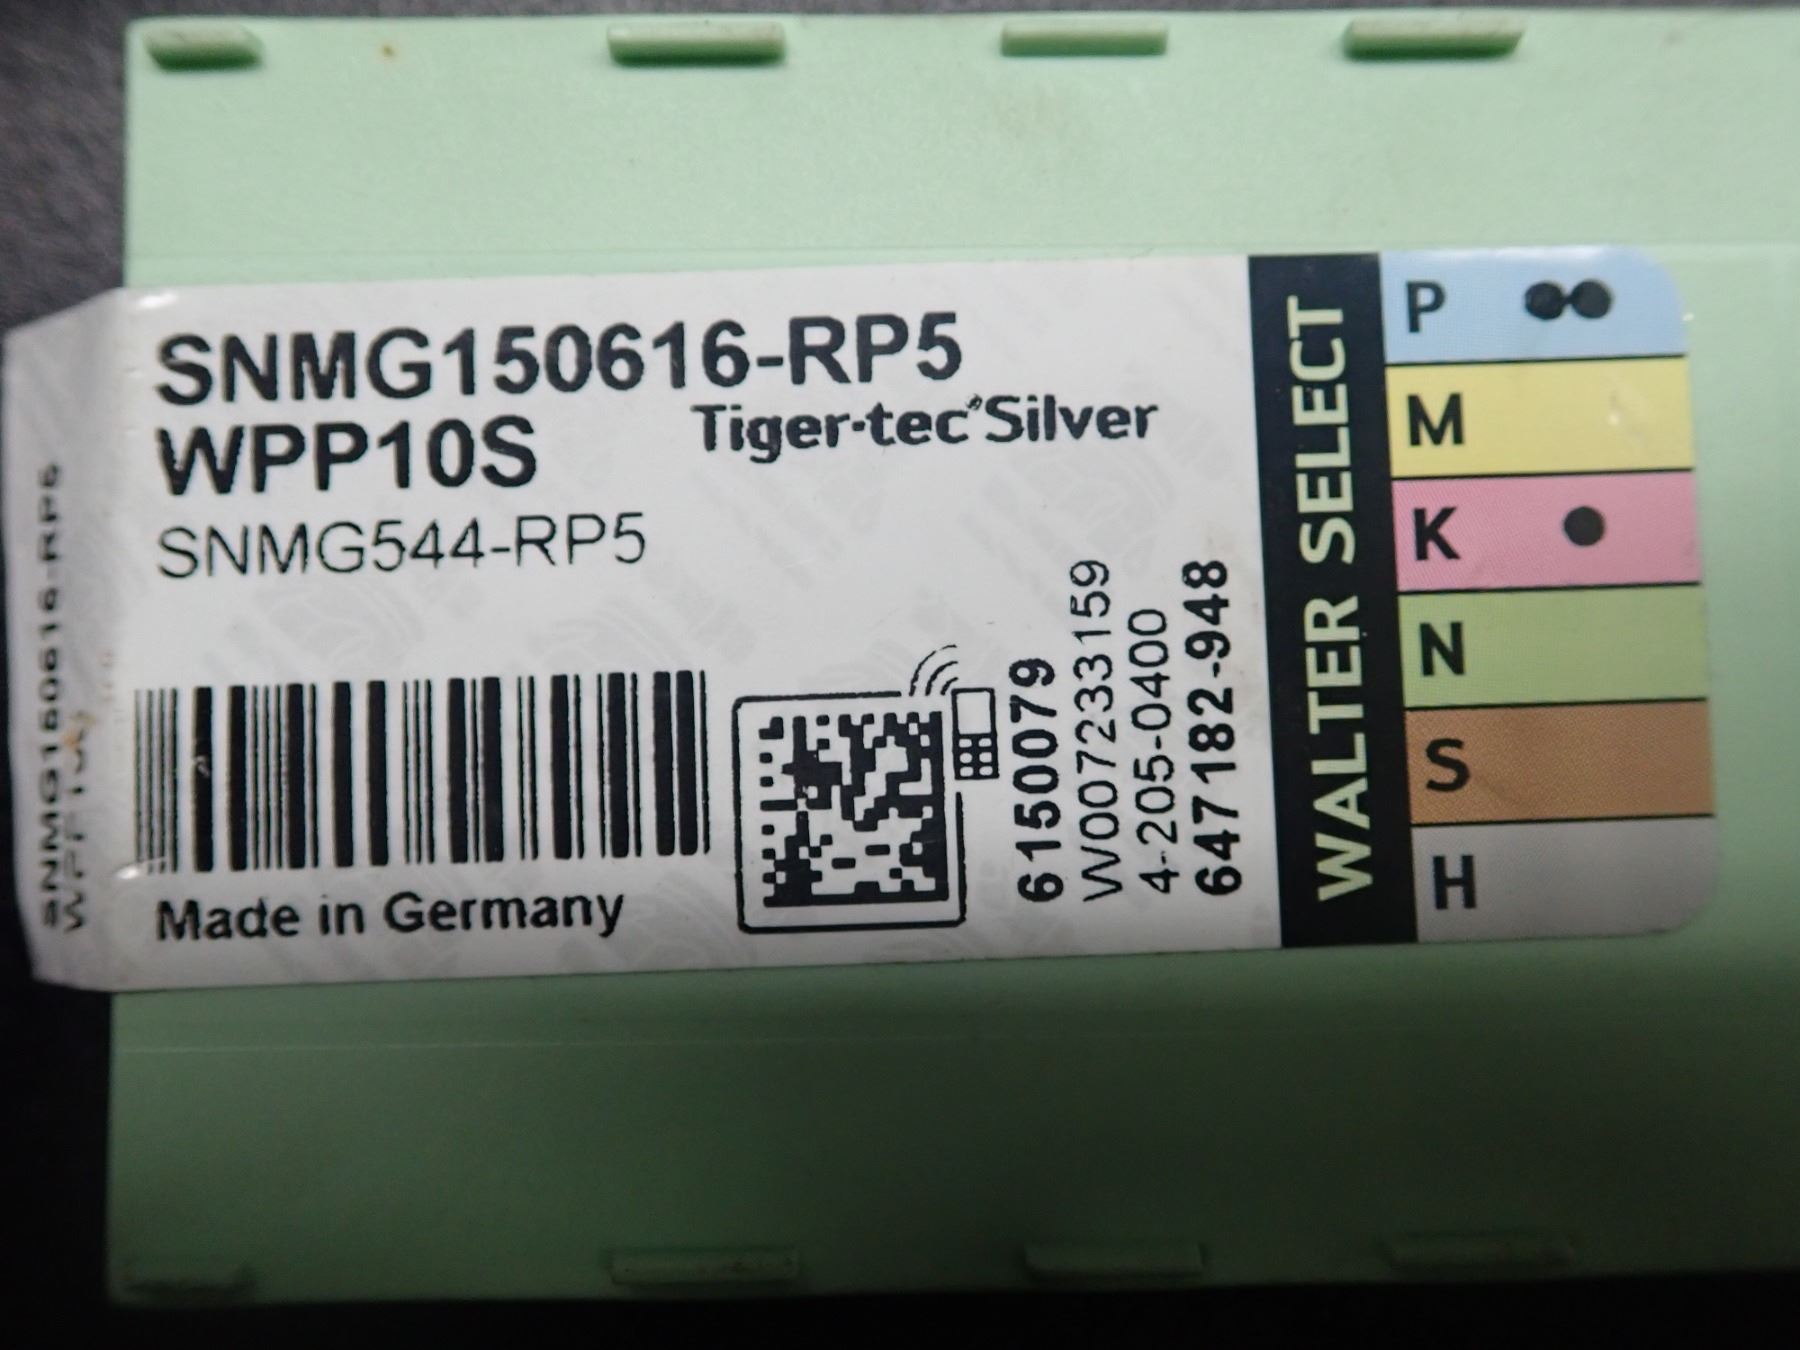 SNMG150616-RP5
WPP10S
Tiger·tec®Silver
SNMG544-RP5
Made in Germany
6150079
W007233159
4-205-0400
647182-948
WALTER SELECT
P
M
K
N
S
H
SNMG150616-RP5